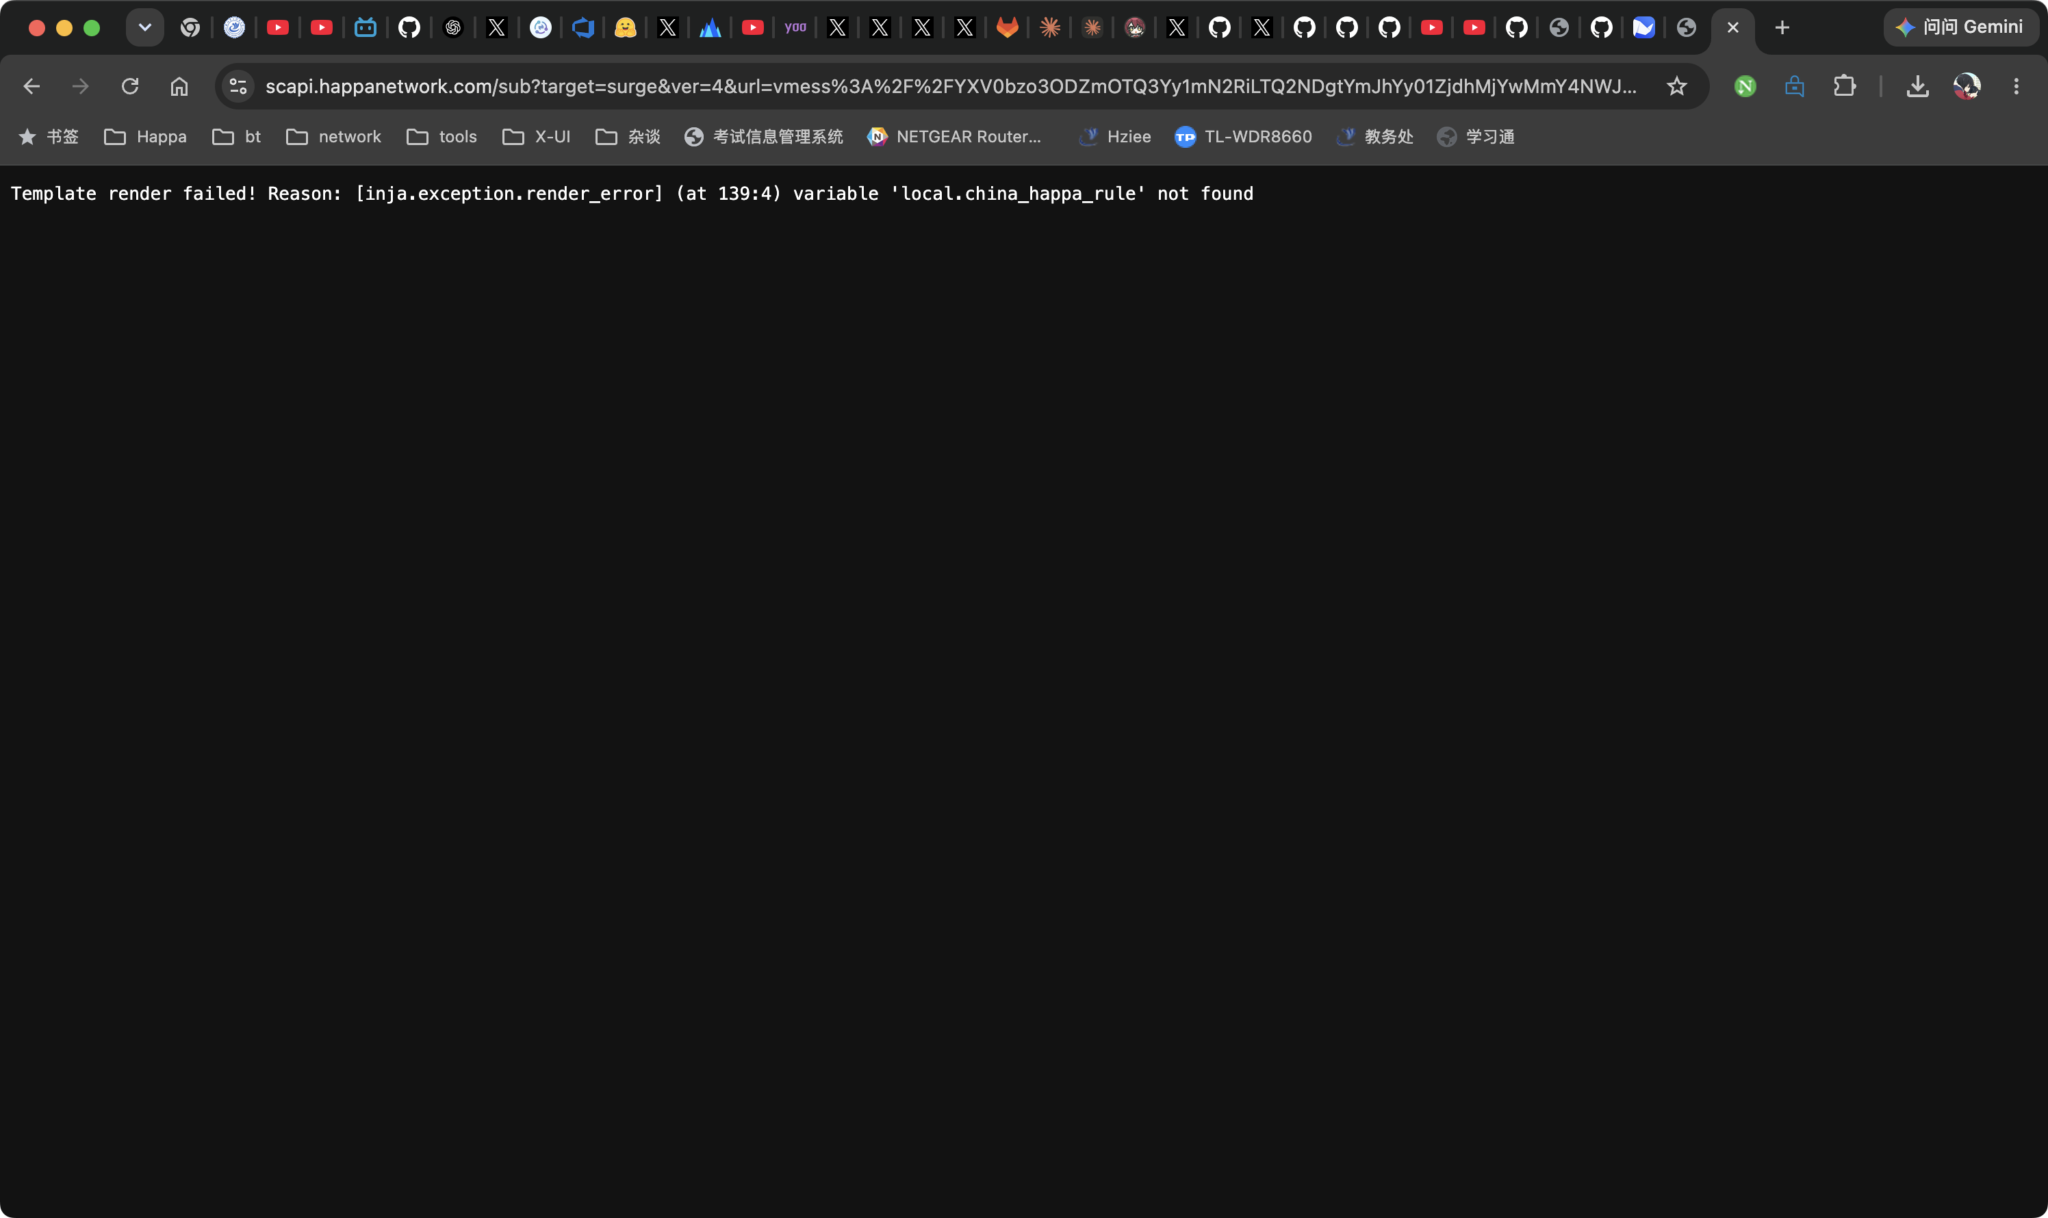 yaa
问问 Gemini
scapi.happanetwork.com/sub?target=surge&ver=4&url=vmess%3A%2F%2FYXV0bzo3ODZmOTQ3Yy1mN2RiLTQ2NDgtYmJhYy01ZjdhMjYwMmY4NWJ...
书签 Happa bt network tools X-UI 杂谈 考试信息管理系统 NETGEAR Router... Hziee TP TL-WDR8660 教务处 学习通
Template render failed! Reason: [inja.exception.render_error] (at 139:4) variable 'local.china_happa_rule' not found